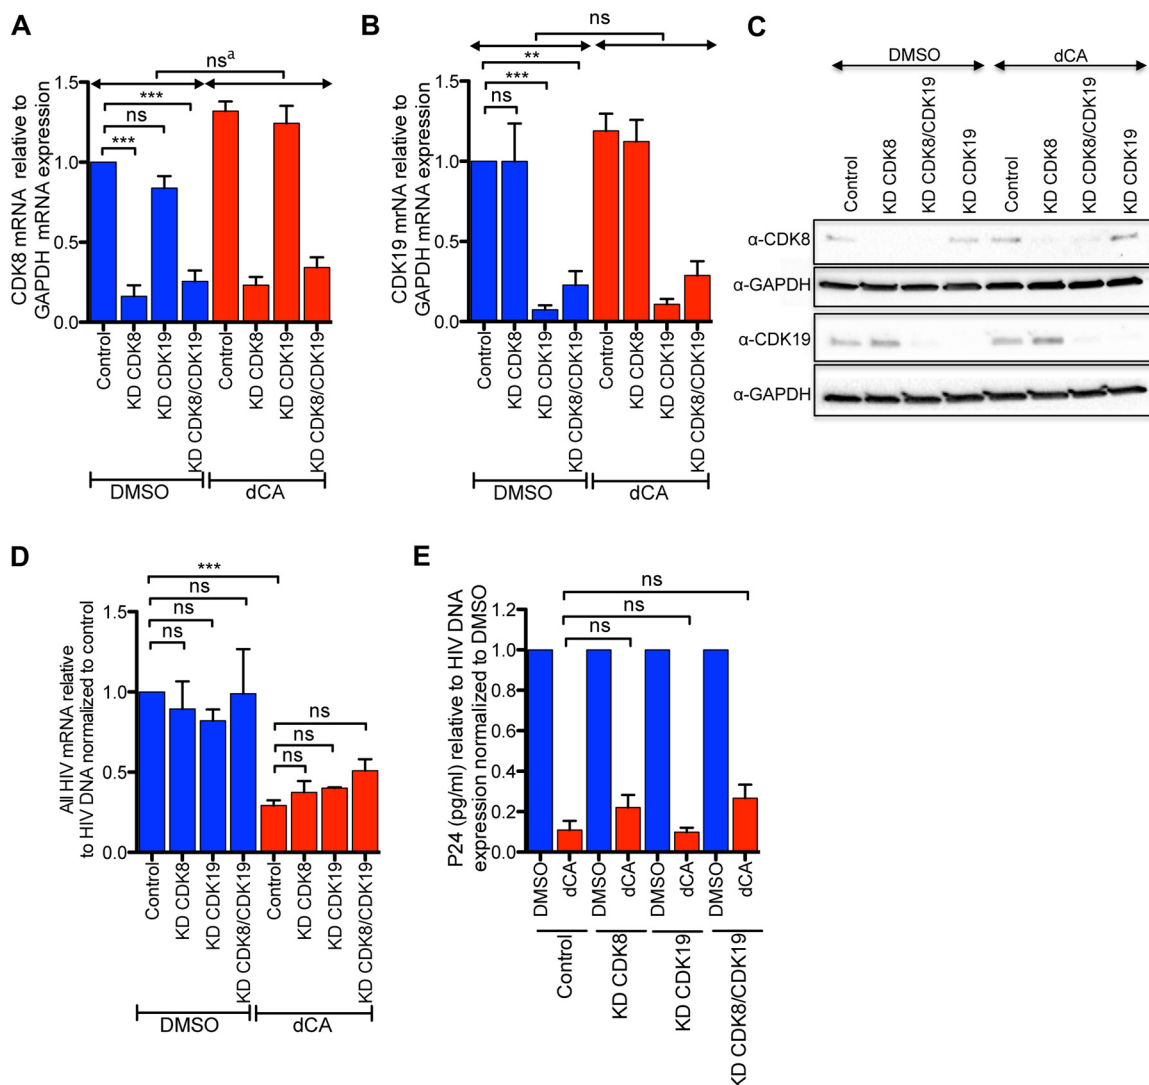 A
nsᵃ
***
ns
***
CDK8 mRNA relative to
GAPDH mRNA expression
1.5
1.0
0.5
0.0
Control
KD CDK8
KD CDK19
KD CDK8/CDK19
Control
KD CDK8
KD CDK19
KD CDK8/CDK19
DMSO
dCA
B
ns
**
***
ns
CDK19 mrNA relative to
GAPDH mRNA expression
1.5
1.0
0.5
0.0
Control
KD CDK8
KD CDK19
KD CDK8/CDK19
Control
KD CDK8
KD CDK19
KD CDK8/CDK19
DMSO
dCA
C
DMSO
dCA
Control
KD CDK8
KD CDK8/CDK19
KD CDK19
Control
KD CDK8
KD CDK8/CDK19
KD CDK19
α-CDK8
α-GAPDH
α-CDK19
α-GAPDH
D
***
ns
ns
ns
ns
ns
ns
All HIV mRNA relative
to HIV DNA normalized to control
1.5
1.0
0.5
0.0
Control
KD CDK8
KD CDK19
KD CDK8/CDK19
Control
KD CDK8
KD CDK19
KD CDK8/CDK19
DMSO
dCA
E
ns
ns
ns
P24 (pg/ml) relative to HIV DNA
expression normalized to DMSO
1.2
1.0
0.8
0.6
0.4
0.2
0.0
DMSO
dCA
DMSO
dCA
DMSO
dCA
DMSO
dCA
Control
KD CDK8
KD CDK19
KD CDK8/CDK19